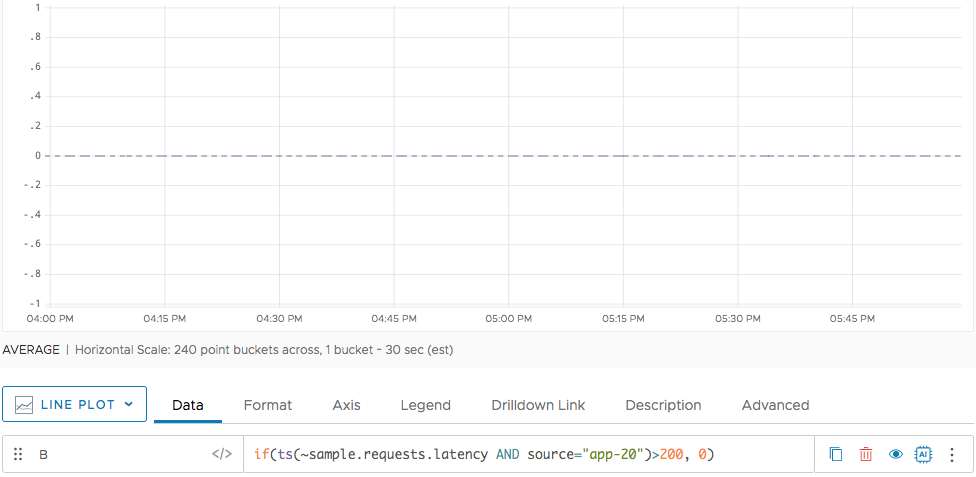 1
.8
.6
.4
.2
0
-.2
-.4
-.6
-.8
-1
04:00 PM 04:15 PM 04:30 PM 04:45 PM 05:00 PM 05:15 PM 05:30 PM 05:45 PM
AVERAGE | Horizontal Scale: 240 point buckets across, 1 bucket ~ 30 sec (est)
LINE PLOT Data Format Axis Legend Drilldown Link Description Advanced
B </> if(ts(~sample.requests.latency AND source="app-20")>200, 0) AI